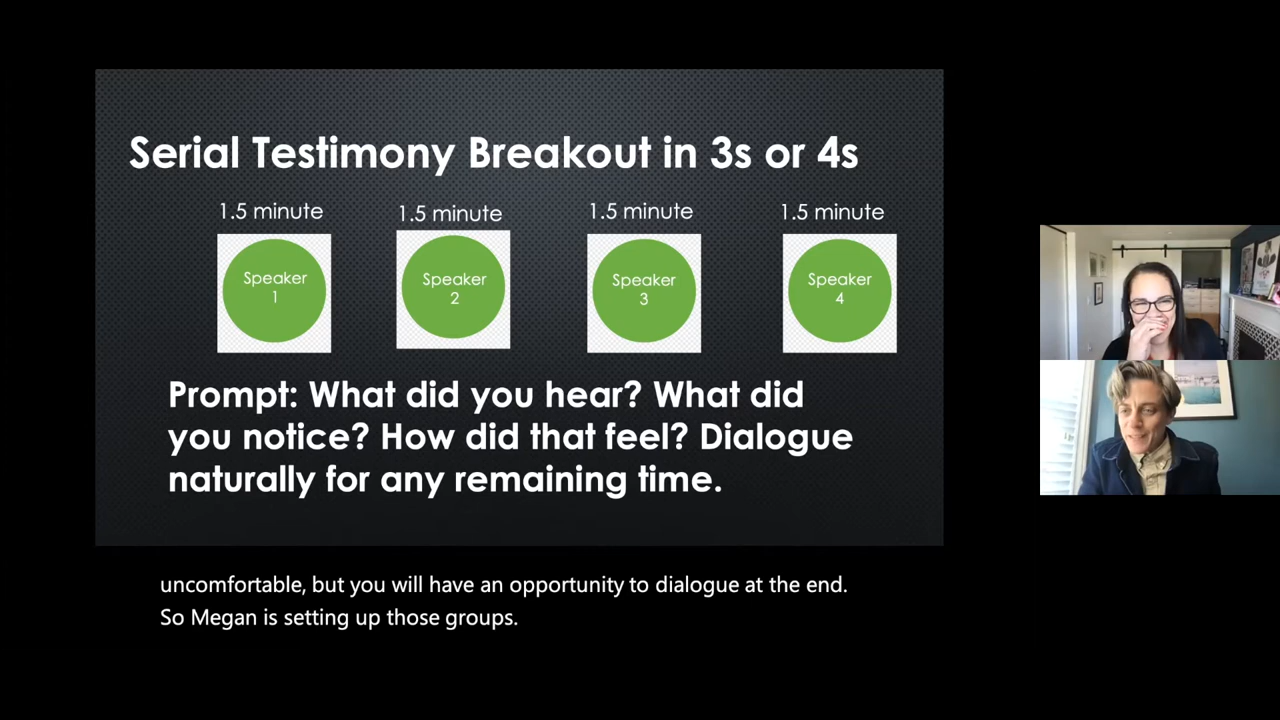 Serial Testimony Breakout in 3s or 4s
1.5 minute
1.5 minute
1.5 minute
1.5 minute
Speaker
1
Speaker
2
Speaker
3
Speaker
4
Prompt: What did you hear? What did
you notice? How did that feel? Dialogue
naturally for any remaining time.
uncomfortable, but you will have an opportunity to dialogue at the end.
So Megan is setting up those groups.